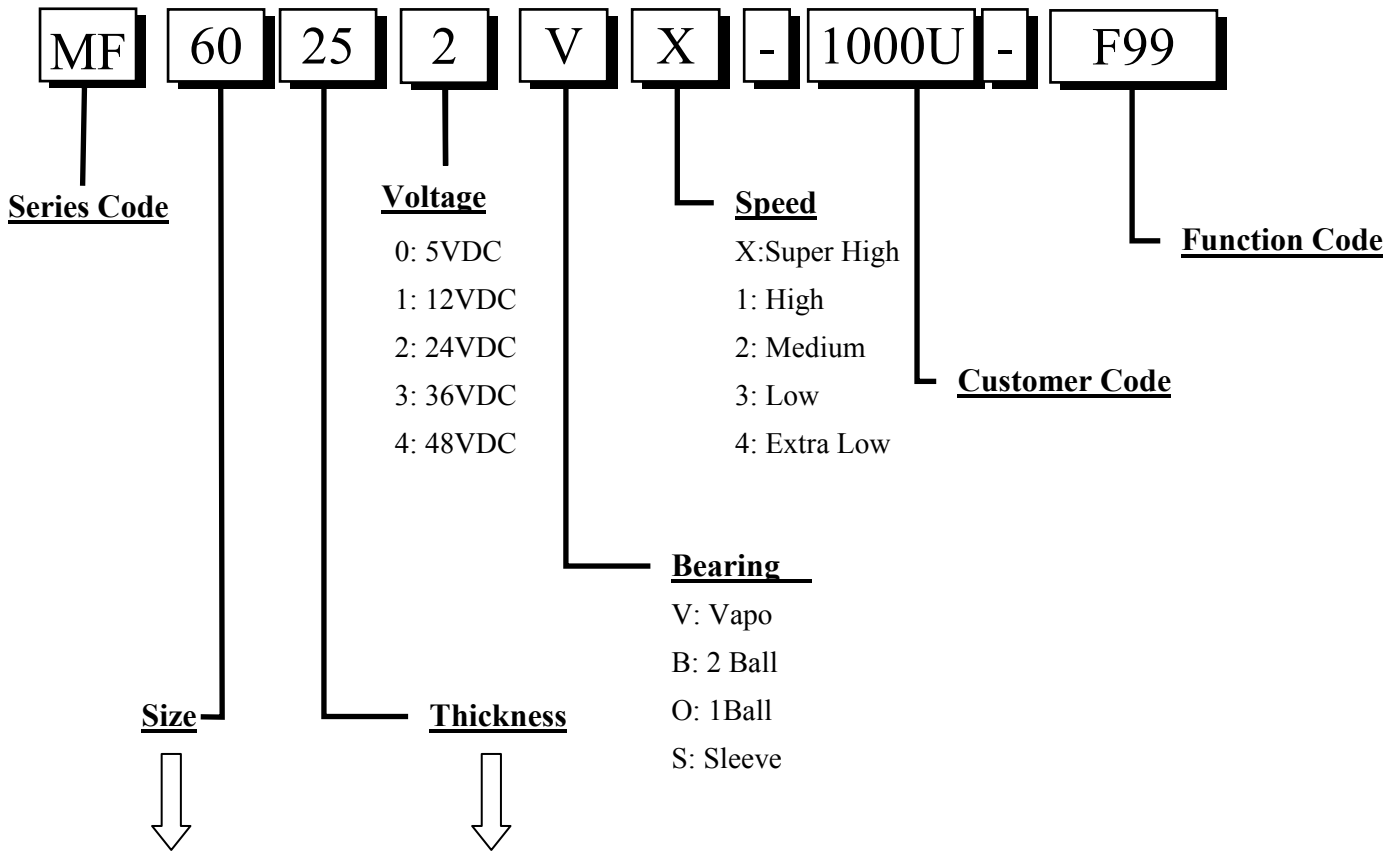 MF 60 25 2 V X - 1000U - F99
Series Code
Voltage
0: 5VDC
1: 12VDC
2: 24VDC
3: 36VDC
4: 48VDC
Speed
X:Super High
1: High
2: Medium
3: Low
4: Extra Low
Function Code
Customer Code
Bearing
V: Vapo
B: 2 Ball
O: 1Ball
S: Sleeve
Size
Thickness